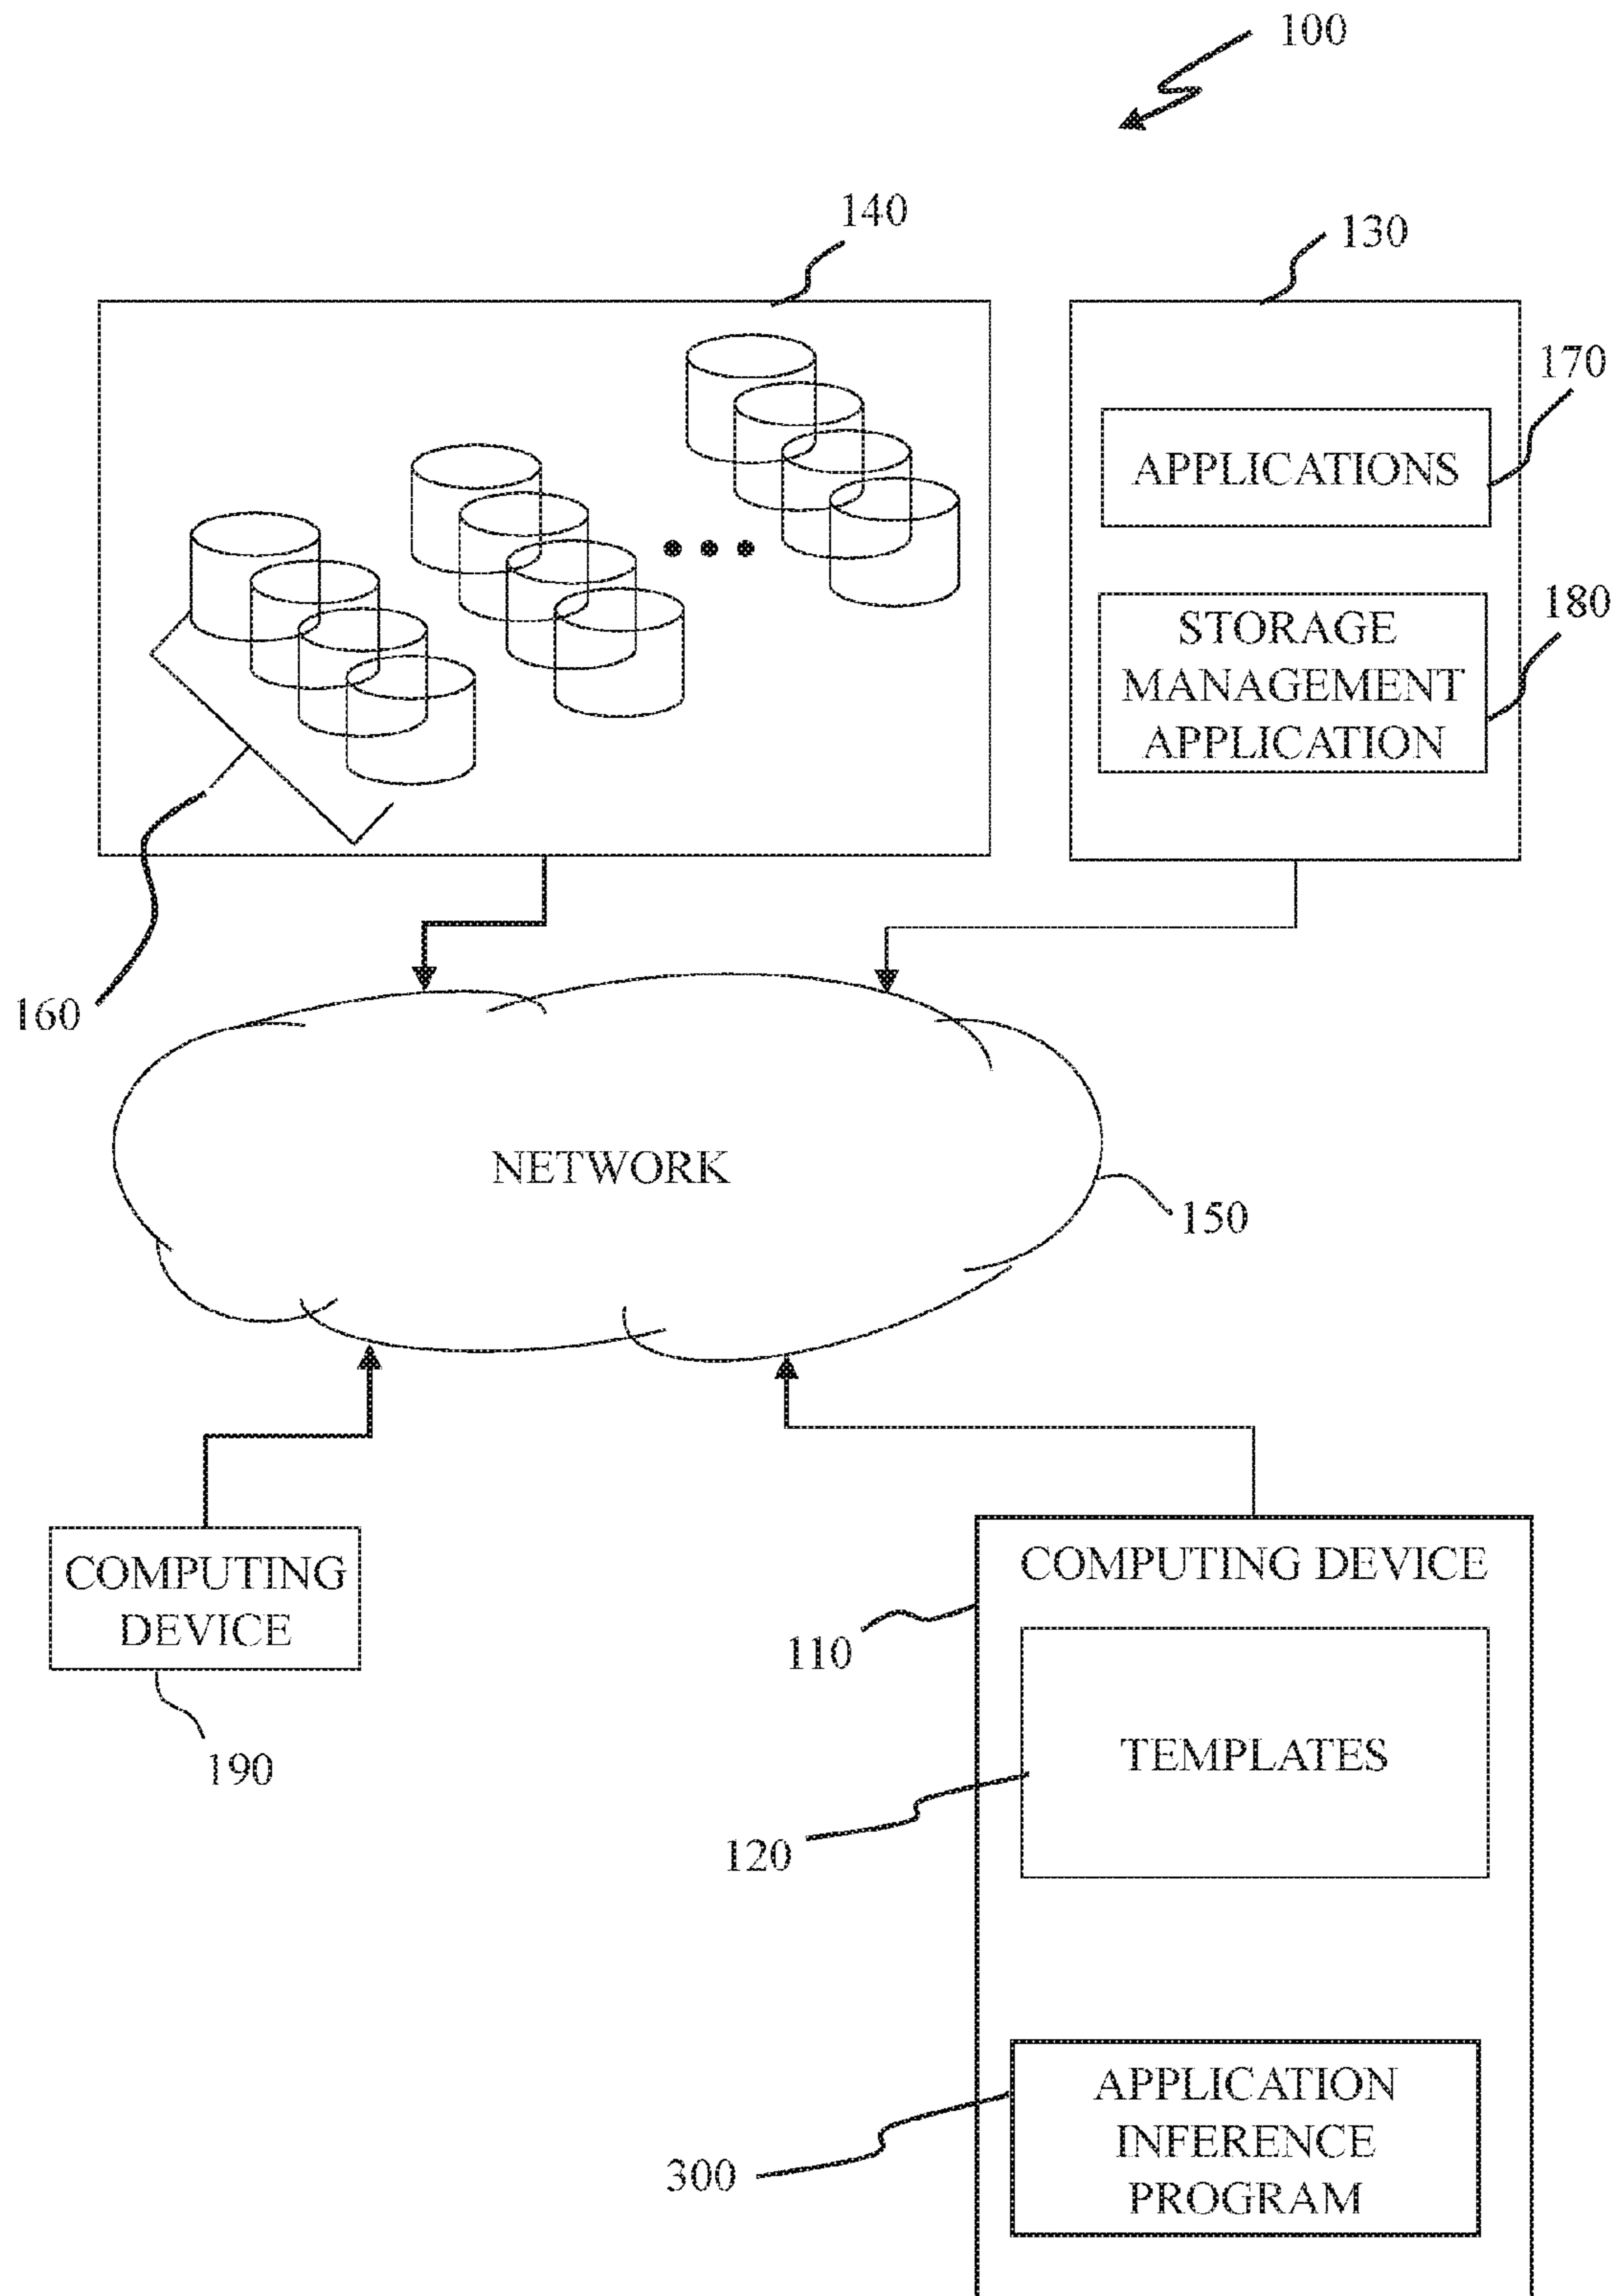 100
140
130
170
APPLICATIONS
180
STORAGE
MANAGEMENT
APPLICATION
160
NETWORK
150
COMPUTING
DEVICE
190
COMPUTING DEVICE
110
TEMPLATES
120
APPLICATION
INFERENCE
PROGRAM
300